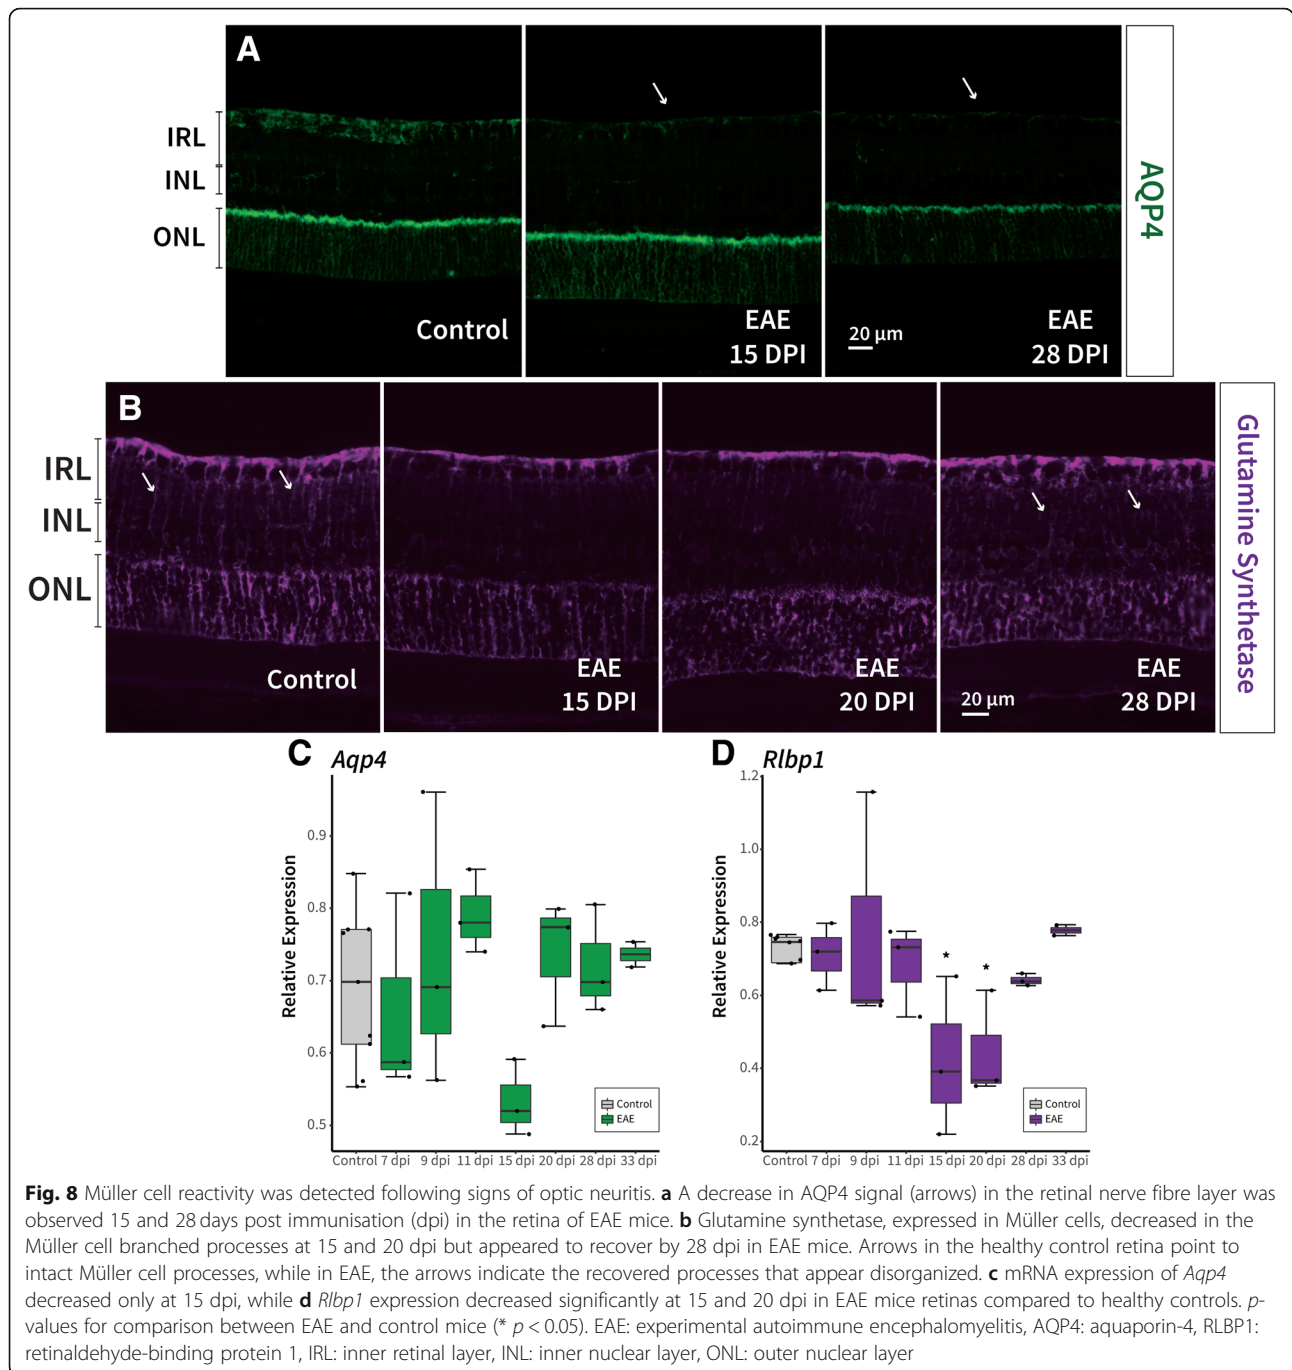 A
IRL
INL
ONL
Control
EAE
15 DPI
20 µm
EAE
28 DPI
AQP4
B
IRL
INL
ONL
Control
EAE
15 DPI
EAE
20 DPI
20 µm
EAE
28 DPI
Glutamine Synthetase
C Aqp4
Relative Expression
0.9
0.8
0.7
0.6
0.5
Control
EAE
Control 7 dpi 9 dpi 11 dpi 15 dpi 20 dpi 28 dpi 33 dpi
D Rlbp1
Relative Expression
1.2
1.0
0.8
0.6
0.4
0.2
*
*
Control
EAE
Control 7 dpi 9 dpi 11 dpi 15 dpi 20 dpi 28 dpi 33 dpi
Fig. 8 Müller cell reactivity was detected following signs of optic neuritis. a A decrease in AQP4 signal (arrows) in the retinal nerve fibre layer was
observed 15 and 28 days post immunisation (dpi) in the retina of EAE mice. b Glutamine synthetase, expressed in Müller cells, decreased in the
Müller cell branched processes at 15 and 20 dpi but appeared to recover by 28 dpi in EAE mice. Arrows in the healthy control retina point to
intact Müller cell processes, while in EAE, the arrows indicate the recovered processes that appear disorganized. c mRNA expression of Aqp4
decreased only at 15 dpi, while d Rlbp1 expression decreased significantly at 15 and 20 dpi in EAE mice retinas compared to healthy controls. p-
values for comparison between EAE and control mice (* p < 0.05). EAE: experimental autoimmune encephalomyelitis, AQP4: aquaporin-4, RLBP1:
retinaldehyde-binding protein 1, IRL: inner retinal layer, INL: inner nuclear layer, ONL: outer nuclear layer